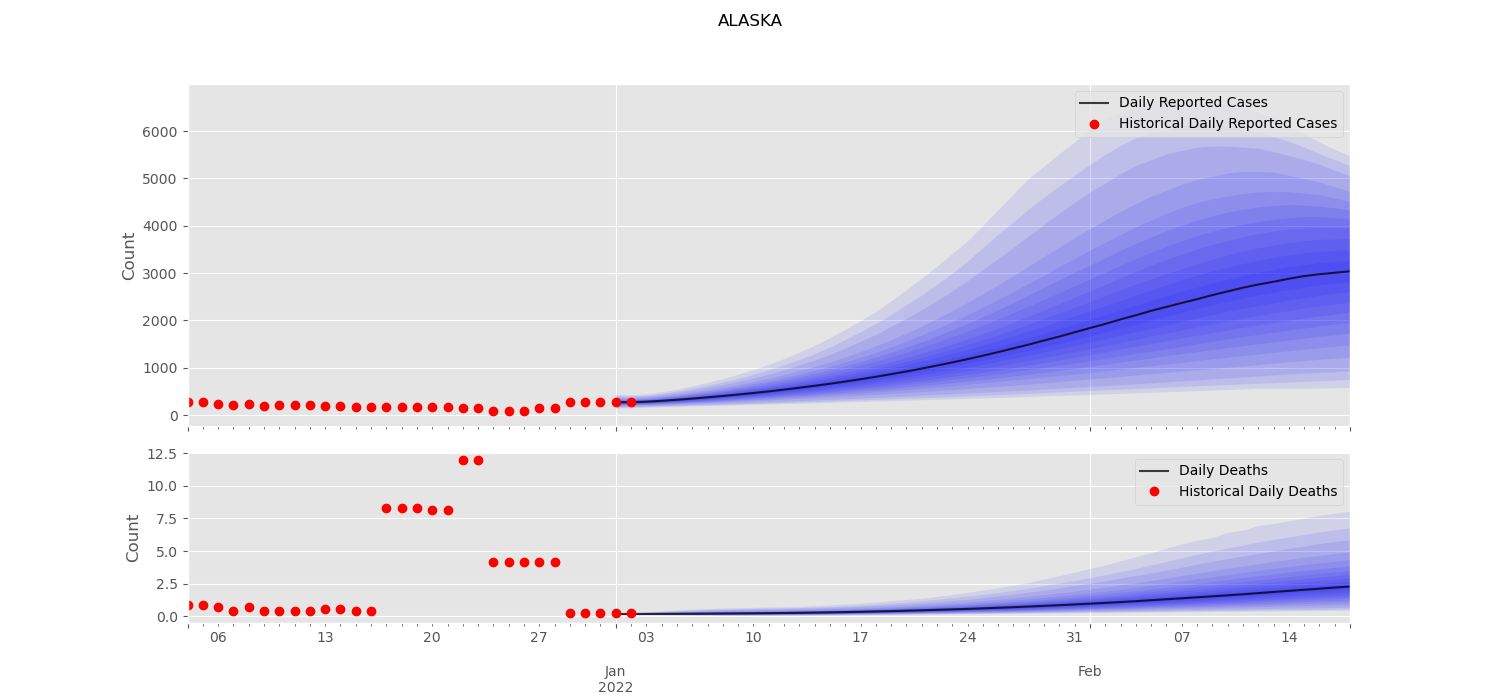 ALASKA
Daily Reported Cases
Historical Daily Reported Cases
Count
6000
5000
4000
3000
2000
1000
0
Daily Deaths
Historical Daily Deaths
Count
12.5
10.0
7.5
5.0
2.5
0.0
06 13 20 27 03 10 17 24 31 07 14
Jan Feb
2022